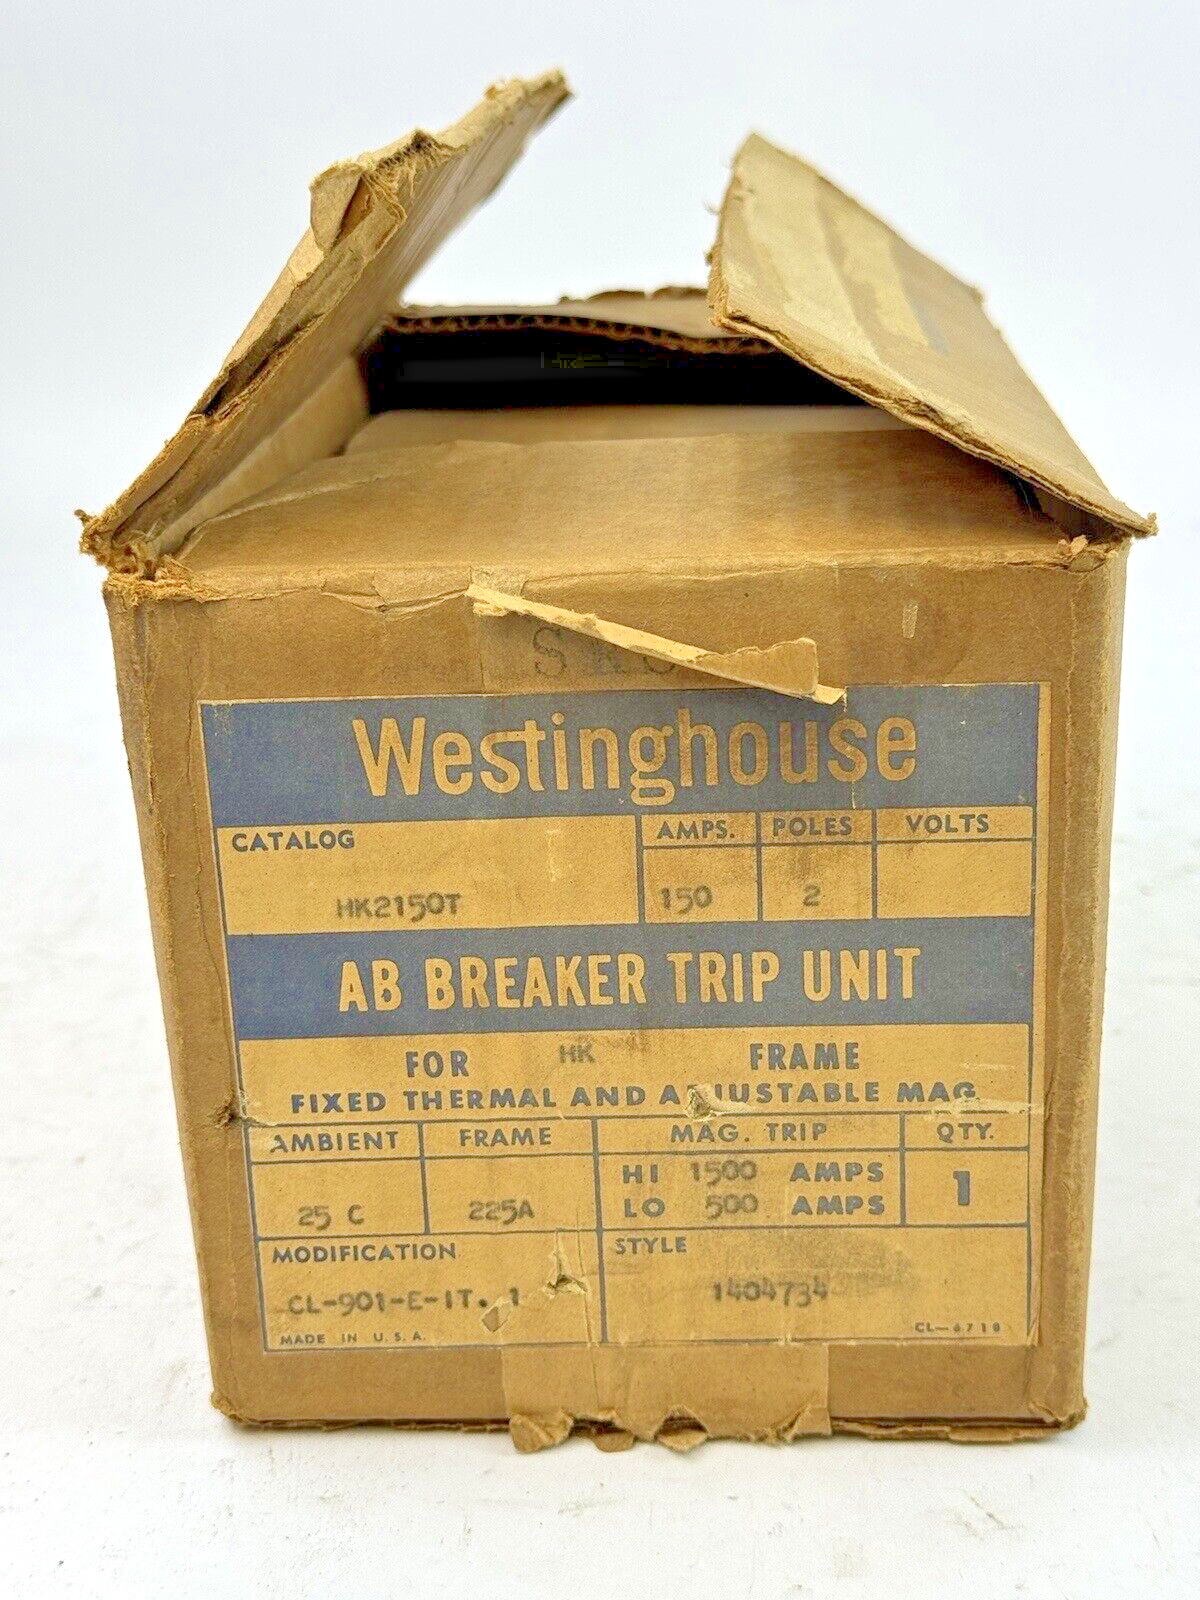 Westinghouse
CATALOG AMPS. POLES VOLTS
HK2150T 150 2
AB BREAKER TRIP UNIT
FOR HK FRAME
FIXED THERMAL AND ADJUSTABLE MAG.
AMBIENT FRAME MAG. TRIP QTY.
HI 1500 AMPS 1
25 C 225A LO 500 AMPS
MODIFICATION STYLE
CL-901-E-IT. 1 1404734
MADE IN U.S.A. CL-6718